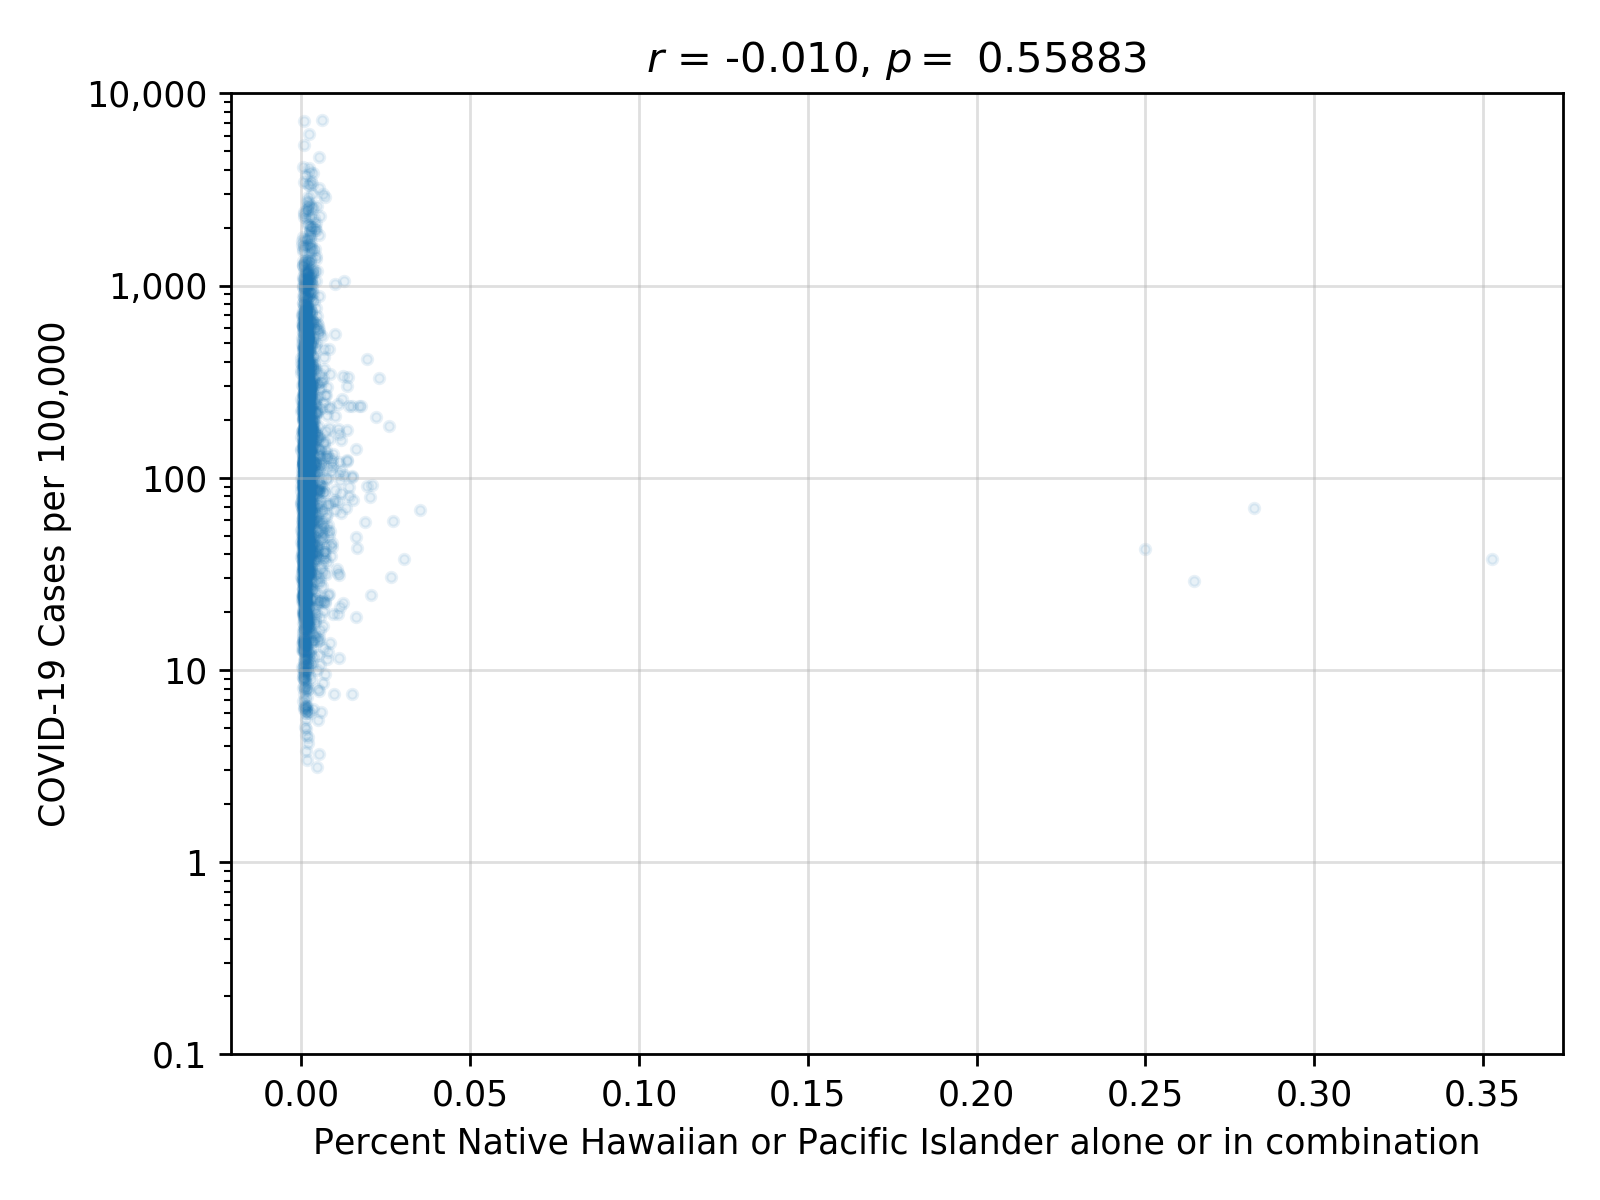 r = -0.010, p = 0.55883
10,000
1,000
100
10
1
0.1
COVID-19 Cases per 100,000
0.00 0.05 0.10 0.15 0.20 0.25 0.30 0.35
Percent Native Hawaiian or Pacific Islander alone or in combination